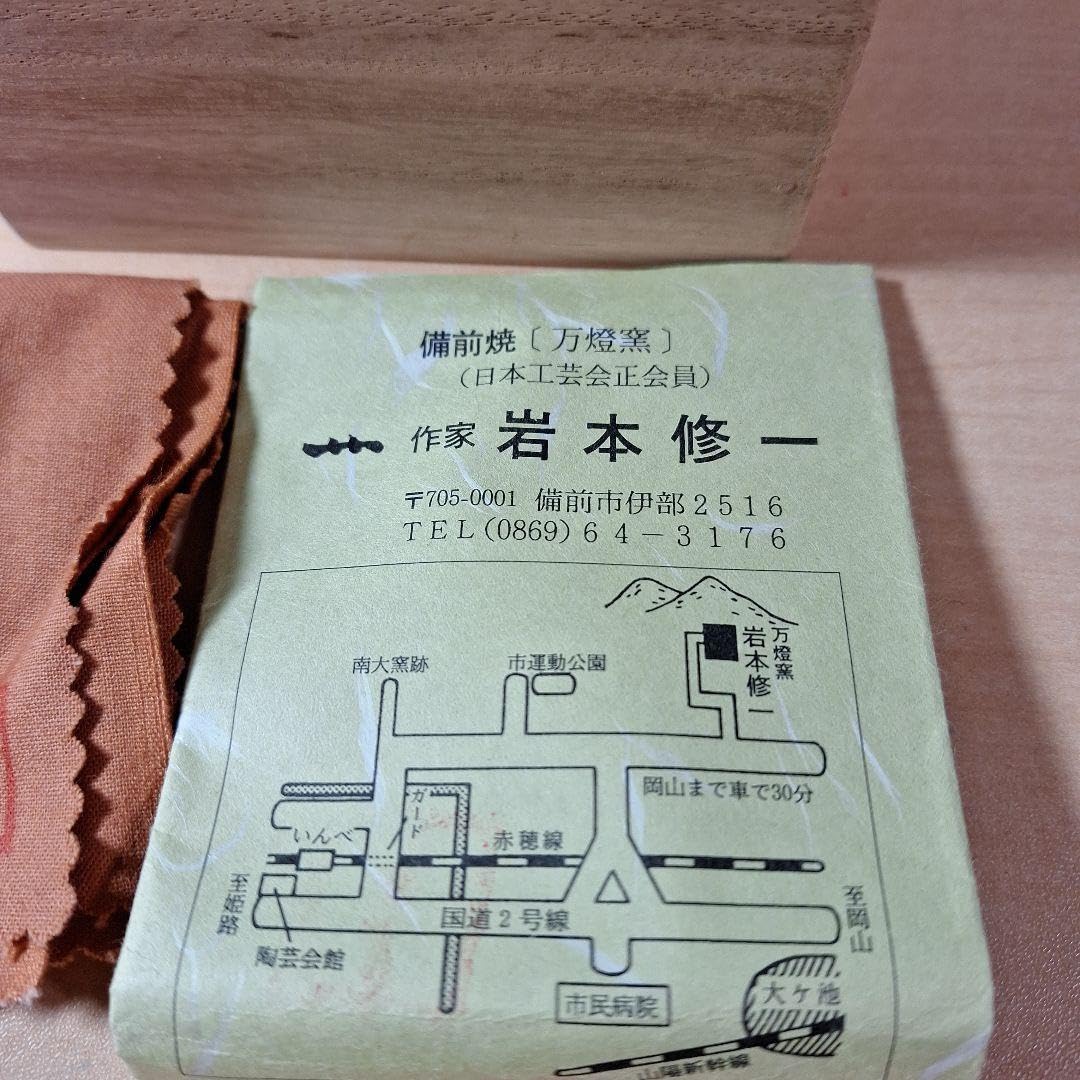 備前焼〔万燈窯〕
(日本工芸会正会員)
作家 岩本修一
〒705-0001 備前市伊部2516
TEL(0869)64-3176
万燈窯
岩本修一
南大窯跡
市運動公園
岡山まで車で30分
ガード
いんべ
赤穂線
至姫路
国道2号線
至岡山
陶芸会館
市民病院
大ケ池